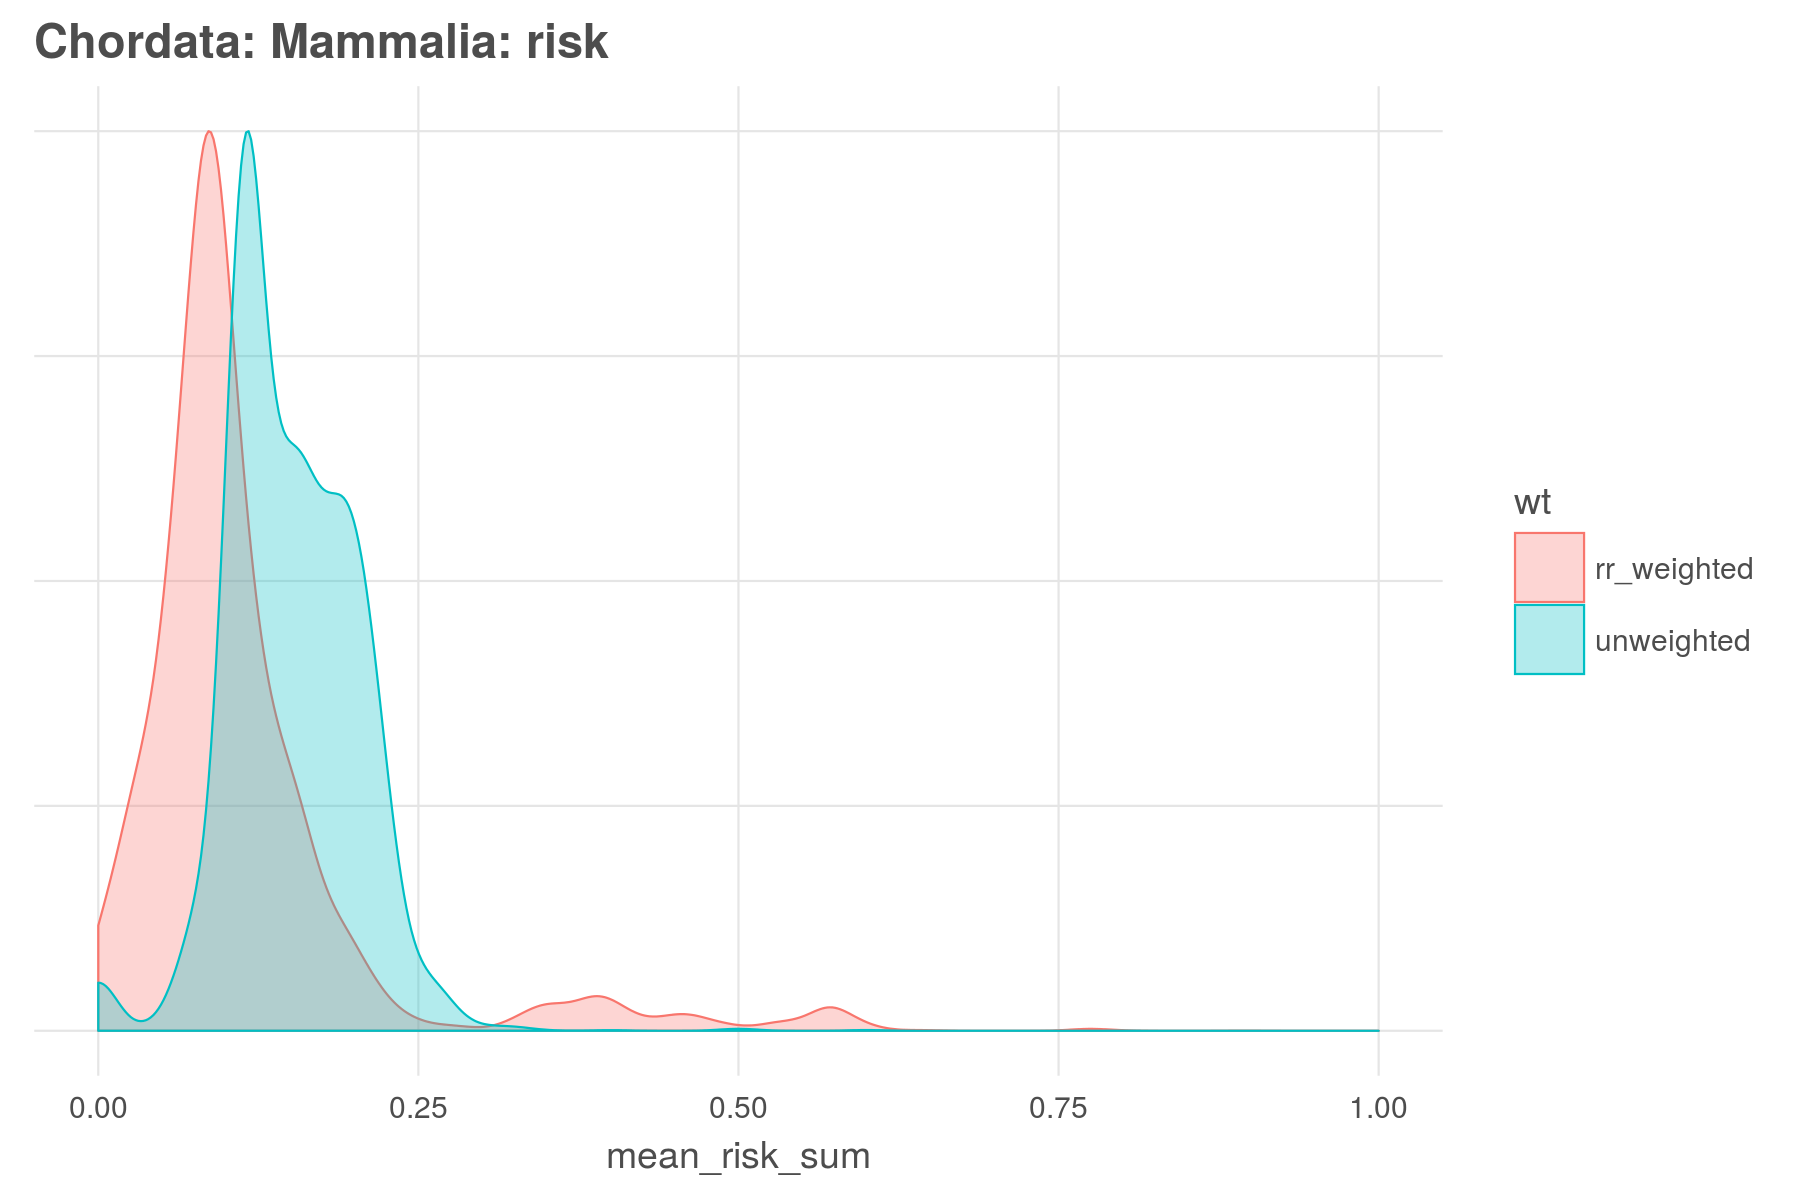 Chordata: Mammalia: risk
wt
rr_weighted
unweighted
0.00 0.25 0.50 0.75 1.00
mean_risk_sum